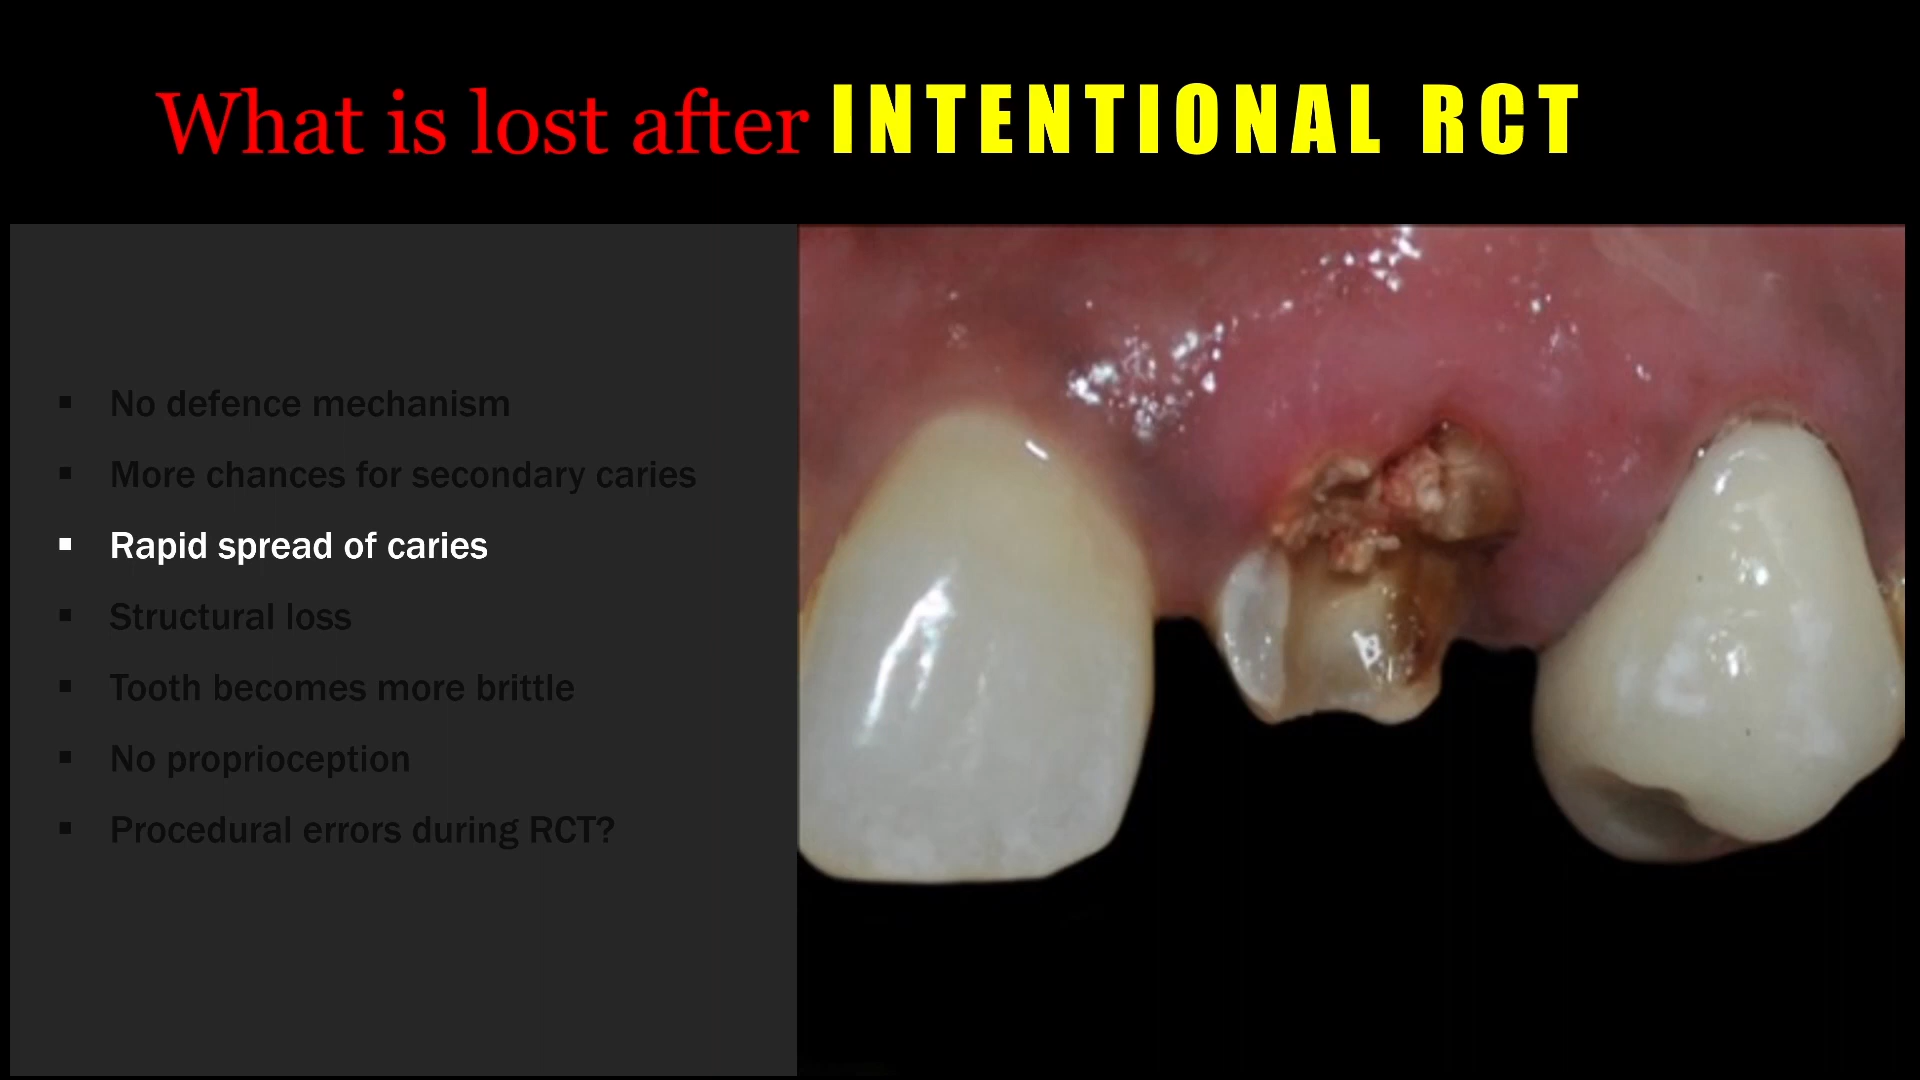 What is lost after INTENTIONAL RCT
▪ No defence mechanism
▪ More chances for secondary caries
▪ Rapid spread of caries
▪ Structural loss
▪ Tooth becomes more brittle
▪ No proprioception
▪ Procedural errors during RCT?